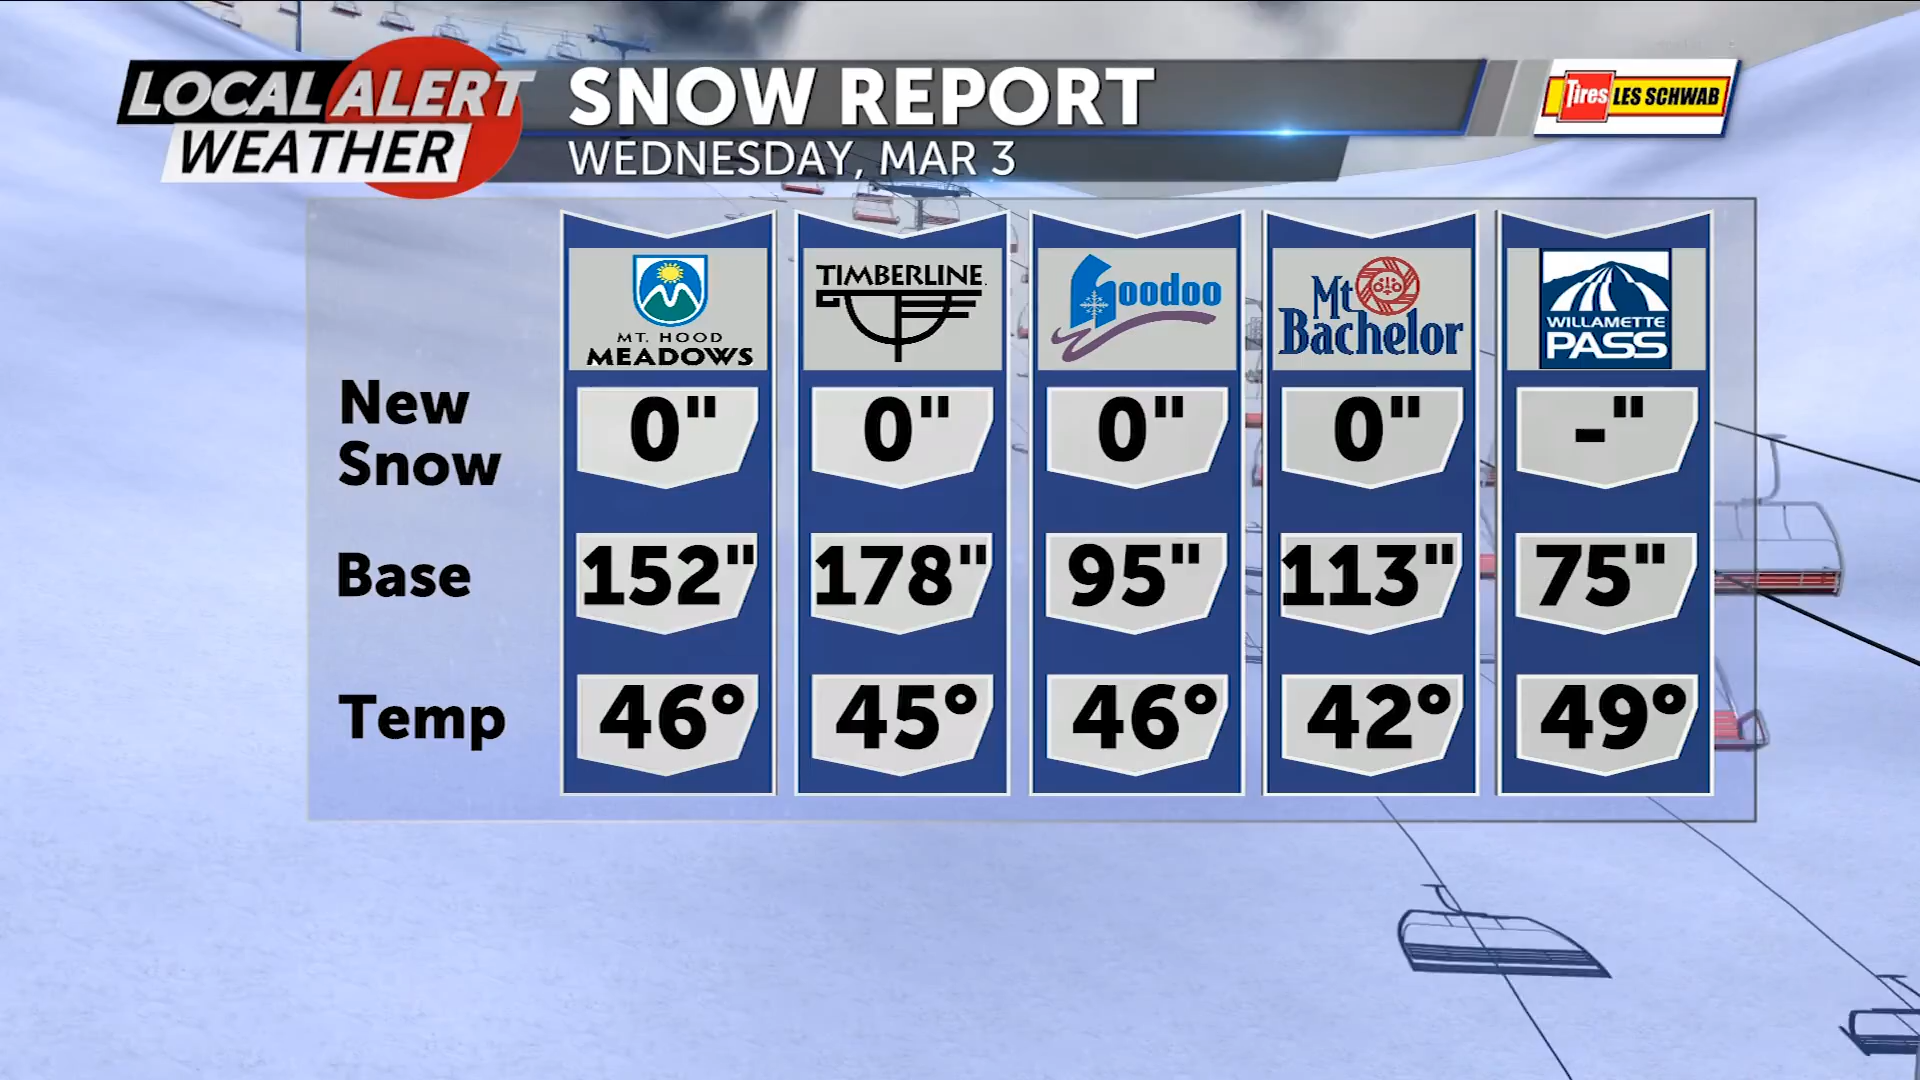 LOCAL ALERT
WEATHER
SNOW REPORT
WEDNESDAY, MAR 3
Tires LES SCHWAB
MT. HOOD
MEADOWS
TIMBERLINE
Hoodoo
Mt
Bachelor
WILLAMETTE
PASS
New
Snow
0" 0" 0" 0" -"
Base 152" 178" 95" 113" 75"
Temp 46° 45° 46° 42° 49°